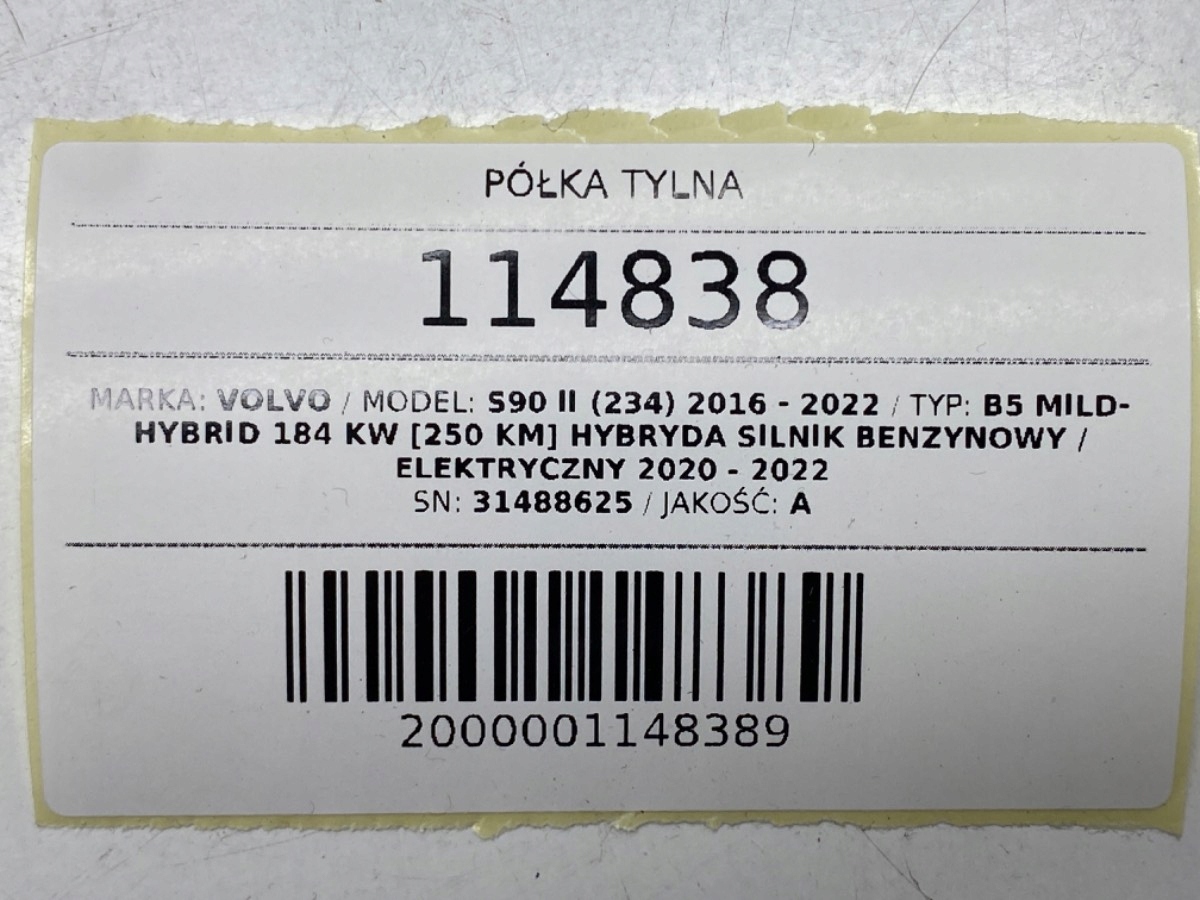 PÓŁKA TYLNA
114838
MARKA: VOLVO / MODEL: S90 II (234) 2016 - 2022 / TYP: B5 MILD-
HYBRID 184 KW [250 KM] HYBRYDA SILNIK BENZYNOWY /
ELEKTRYCZNY 2020 - 2022
SN: 31488625 / JAKOŚĆ: A
2000001148389